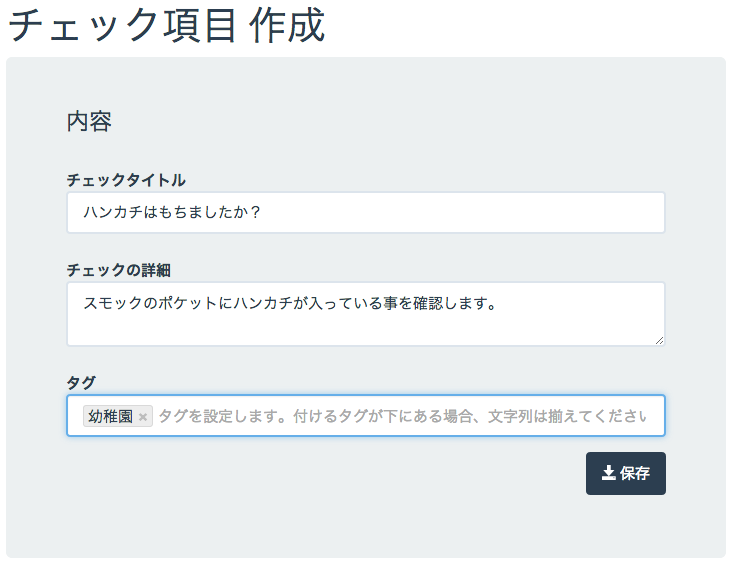 チェック項目 作成
内容
チェックタイトル
ハンカチはもちましたか？
チェックの詳細
スモックのポケットにハンカチが入っている事を確認します。
タグ
幼稚園 × タグを設定します。付けるタグが下にある場合、文字列は揃えてください
保存